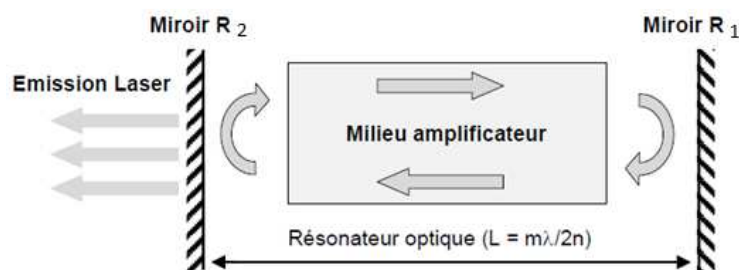 Miroir R 2
Miroir R 1
Emission Laser
Milieu amplificateur
Résonateur optique (L = mλ/2n)